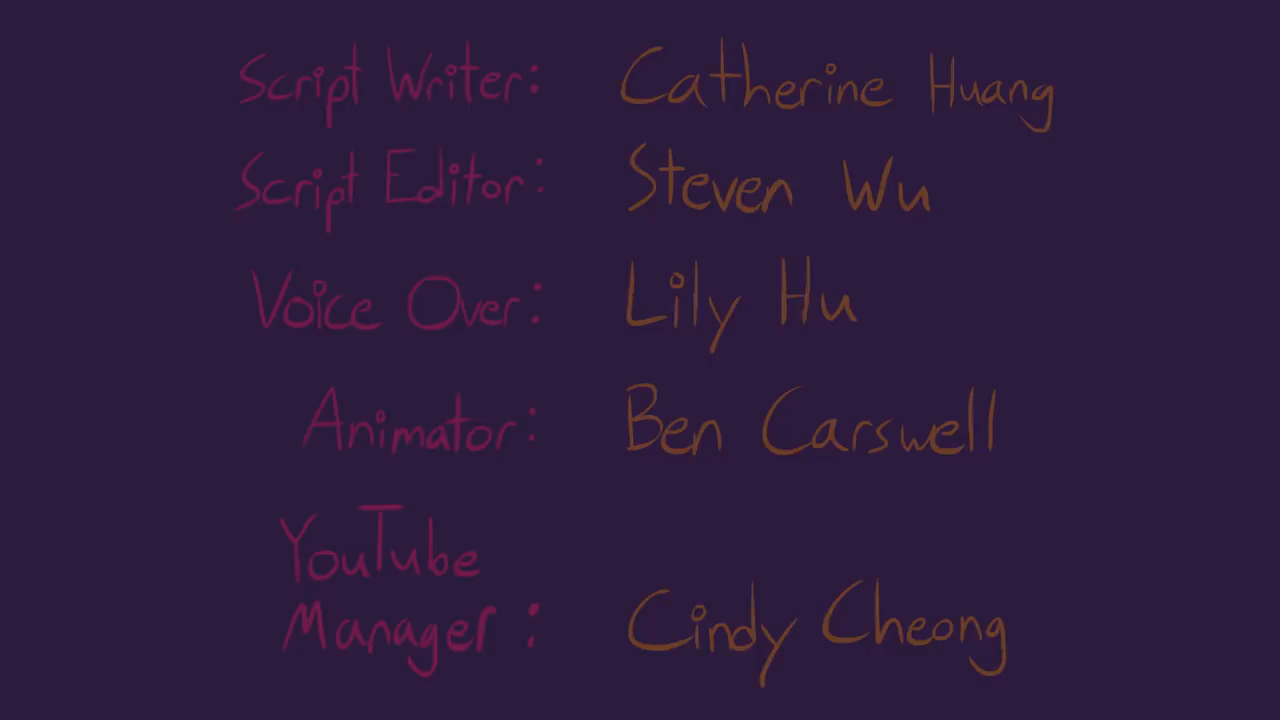 Script Writer: Catherine Huang
Script Editor: Steven Wu
Voice Over: Lily Hu
Animator: Ben Carswell
YouTube
Manager: Cindy Cheong